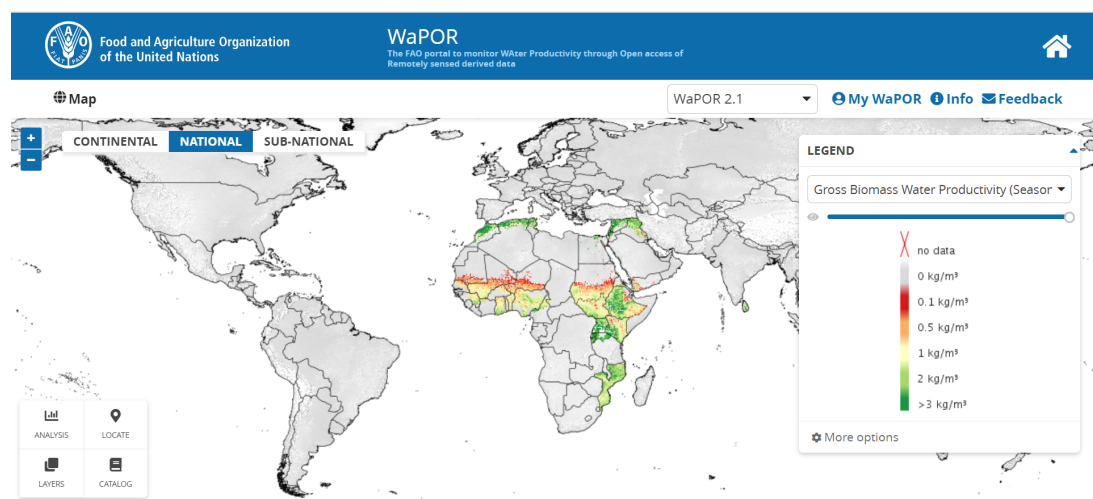 F A O
FIAT PANIS
Food and Agriculture Organization
of the United Nations
WaPOR
The FAO portal to monitor WAter Productivity through Open access of
Remotely sensed derived data
Map
WaPOR 2.1
My WaPOR
Info
Feedback
+
−
CONTINENTAL
NATIONAL
SUB-NATIONAL
LEGEND
Gross Biomass Water Productivity (Seasor
no data
0 kg/m³
0.1 kg/m³
0.5 kg/m³
1 kg/m³
2 kg/m³
>3 kg/m³
More options
ANALYSIS
LOCATE
LAYERS
CATALOG